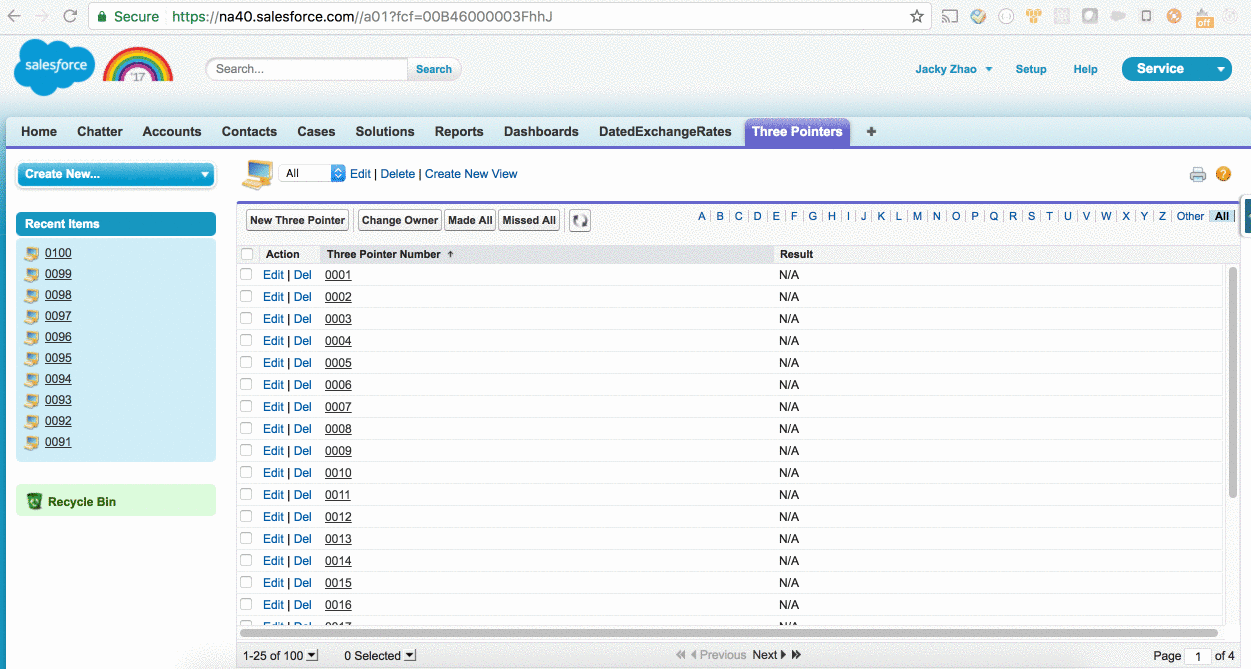 Secure https://na40.salesforce.com//a01?fcf=00B46000003FhhJ
off
salesforce '17 Search... Search Jacky Zhao Setup Help Service
Home Chatter Accounts Contacts Cases Solutions Reports Dashboards DatedExchangeRates Three Pointers +
Create New...
All Edit | Delete | Create New View
?
Recent Items
0100
0099
0098
0097
0096
0095
0094
0093
0092
0091
Recycle Bin
New Three Pointer Change Owner Made All Missed All
A | B | C | D | E | F | G | H | I | J | K | L | M | N | O | P | Q | R | S | T | U | V | W | X | Y | Z | Other | All |
Action Three Pointer Number ↑ Result
Edit | Del 0001 N/A
Edit | Del 0002 N/A
Edit | Del 0003 N/A
Edit | Del 0004 N/A
Edit | Del 0005 N/A
Edit | Del 0006 N/A
Edit | Del 0007 N/A
Edit | Del 0008 N/A
Edit | Del 0009 N/A
Edit | Del 0010 N/A
Edit | Del 0011 N/A
Edit | Del 0012 N/A
Edit | Del 0013 N/A
Edit | Del 0014 N/A
Edit | Del 0015 N/A
Edit | Del 0016 N/A
Edit | Del 0017 N/A
1-25 of 100 0 Selected Previous Next Page 1 of 4